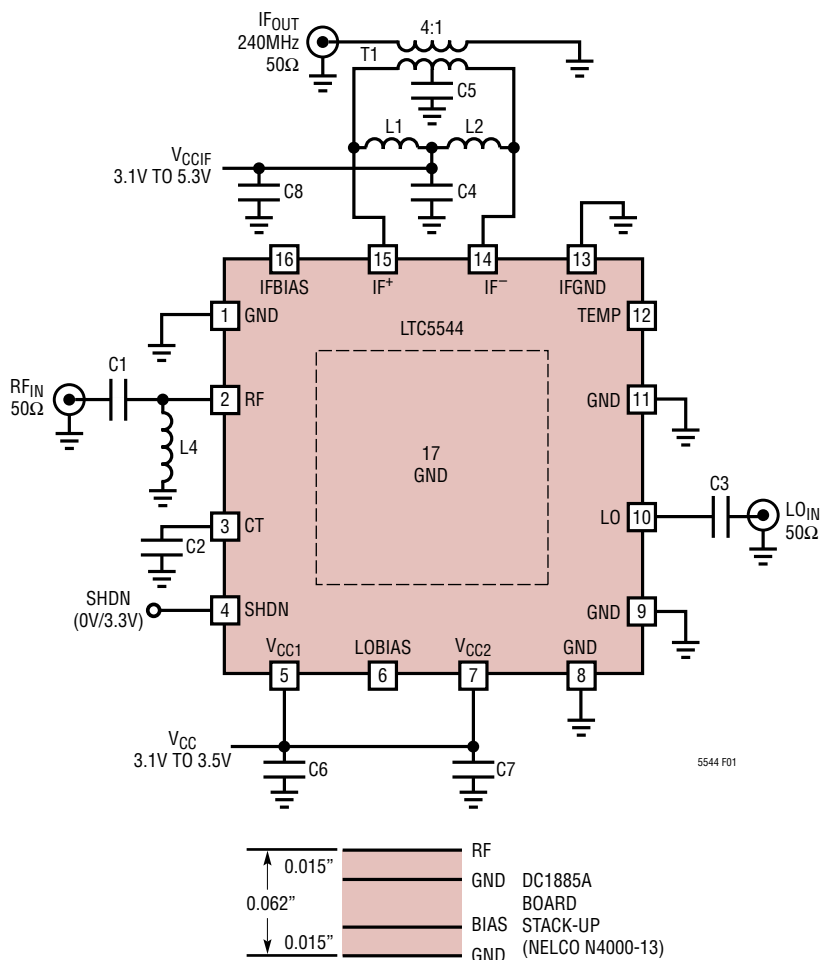 IFOUT
240MHz
50Ω
4:1
T1
C5
L1
L2
VCCIF
3.1V TO 5.3V
C8
C4
16
15
14
13
IFBIAS
IF+
IF−
IFGND
1
GND
TEMP
12
LTC5544
C1
RFIN
50Ω
2
RF
GND
11
L4
17
GND
C3
LO
10
LOIN
50Ω
3
CT
C2
SHDN
(0V/3.3V)
4
SHDN
GND
9
VCC1
LOBIAS
VCC2
GND
5
6
7
8
VCC
3.1V TO 3.5V
C6
C7
5544 F01
RF
0.015"
GND
DC1885A
BOARD
STACK-UP
(NELCO N4000-13)
0.062"
BIAS
0.015"
GND